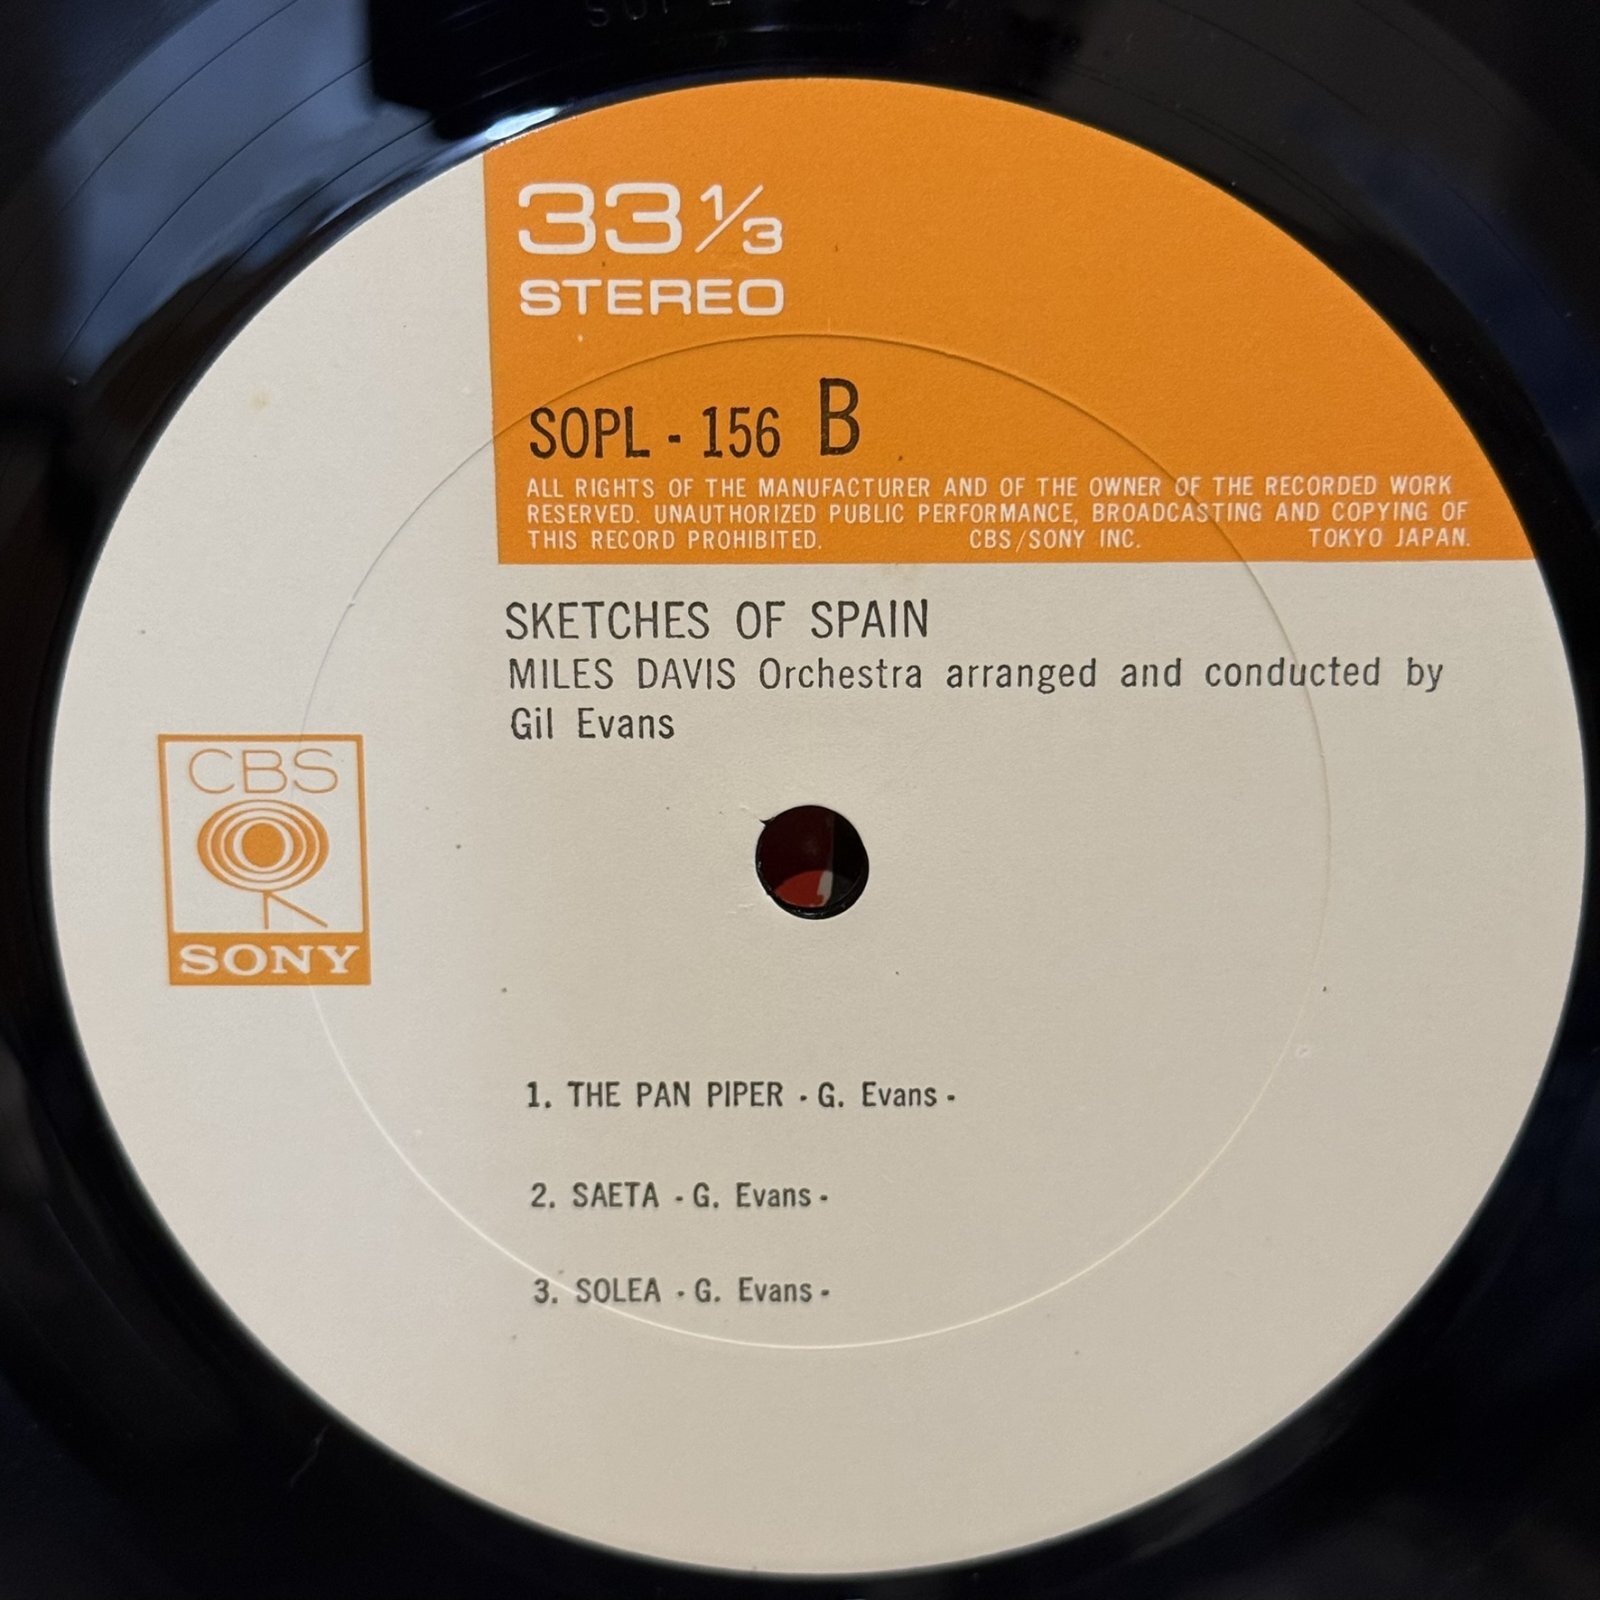 33 1/3
STEREO
SOPL - 156 B
ALL RIGHTS OF THE MANUFACTURER AND OF THE OWNER OF THE RECORDED WORK
RESERVED. UNAUTHORIZED PUBLIC PERFORMANCE, BROADCASTING AND COPYING OF
THIS RECORD PROHIBITED. CBS/SONY INC. TOKYO JAPAN.
SKETCHES OF SPAIN
MILES DAVIS Orchestra arranged and conducted by
Gil Evans
CBS
SONY
1. THE PAN PIPER - G. Evans -
2. SAETA - G. Evans -
3. SOLEA - G. Evans -